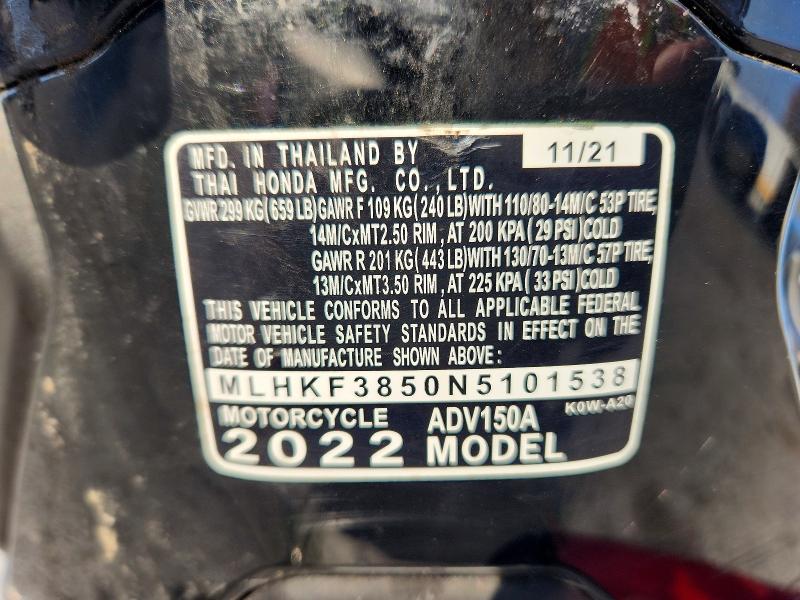 MFD. IN THAILAND BY 11/21
THAI HONDA MFG. CO.,LTD.
GVWR 299 KG(659 LB)GAWR F 109 KG(240 LB)WITH 110/80-14M/C 53P TIRE,
14M/CxMT2.50 RIM, AT 200 KPA (29 PSI)COLD
GAWR R 201 KG(443 LB)WITH 130/70-13M/C 57P TIRE,
13M/CxMT3.50 RIM, AT 225 KPA (33 PSI)COLD
THIS VEHICLE CONFORMS TO ALL APPLICABLE FEDERAL
MOTOR VEHICLE SAFETY STANDARDS IN EFFECT ON THE
DATE OF MANUFACTURE SHOWN ABOVE:
MLHKF3850N5101538
MOTORCYCLE ADV150A K0W-A20
2022 MODEL